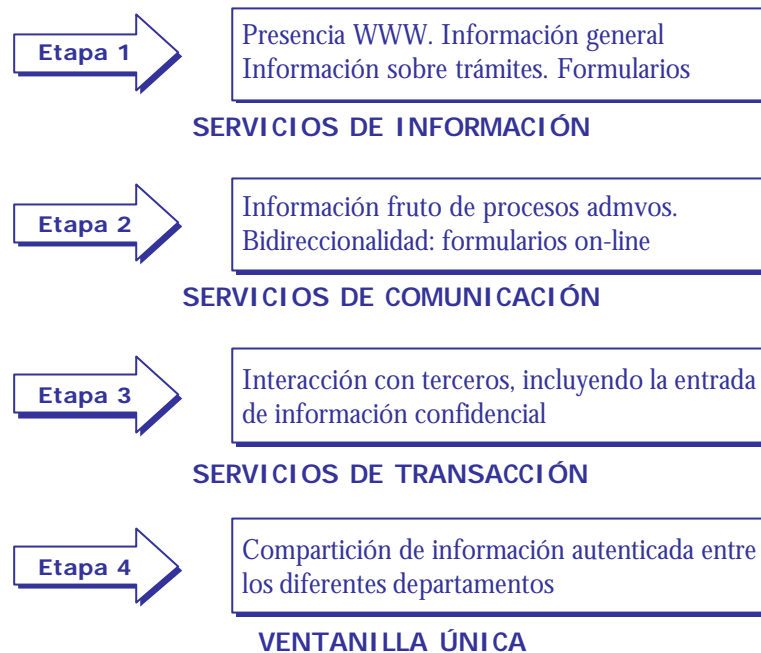 Etapa 1
Presencia WWW. Información general
Información sobre trámites. Formularios
SERVICIOS DE INFORMACIÓN
Etapa 2
Información fruto de procesos admvos.
Bidireccionalidad: formularios on-line
SERVICIOS DE COMUNICACIÓN
Etapa 3
Interacción con terceros, incluyendo la entrada
de información confidencial
SERVICIOS DE TRANSACCIÓN
Etapa 4
Compartición de información autenticada entre
los diferentes departamentos
VENTANILLA ÚNICA